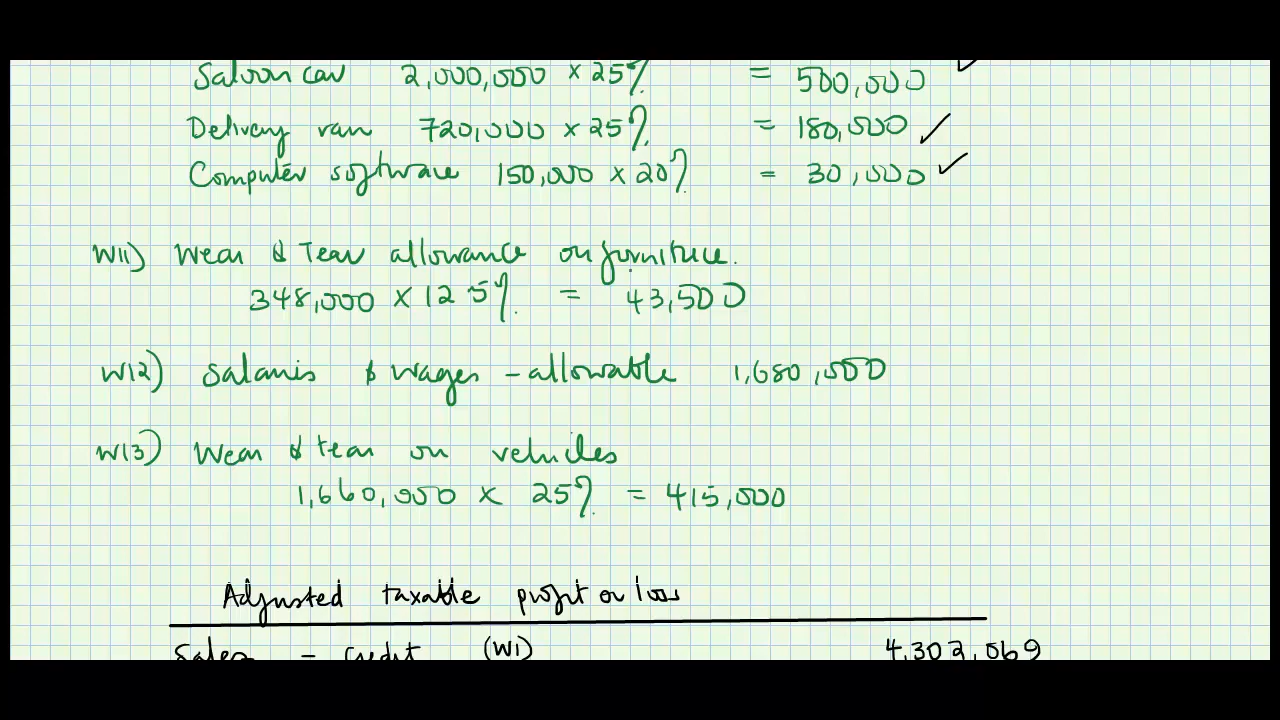 Saloon car 2,000,000 × 25% = 500,000 ✓
Delivery van 720,000 × 25% = 180,000 ✓
Computer software 150,000 × 20% = 30,000 ✓
W11) Wear & Tear allowance on furniture.
348,000 × 12.5% = 43,500
W12) Salaries & wages - allowable 1,680,000
W13) Wear & tear on vehicles
1,660,000 × 25% = 415,000
Adjusted taxable profit or loss
Sales - credit (W1) 4,302,069